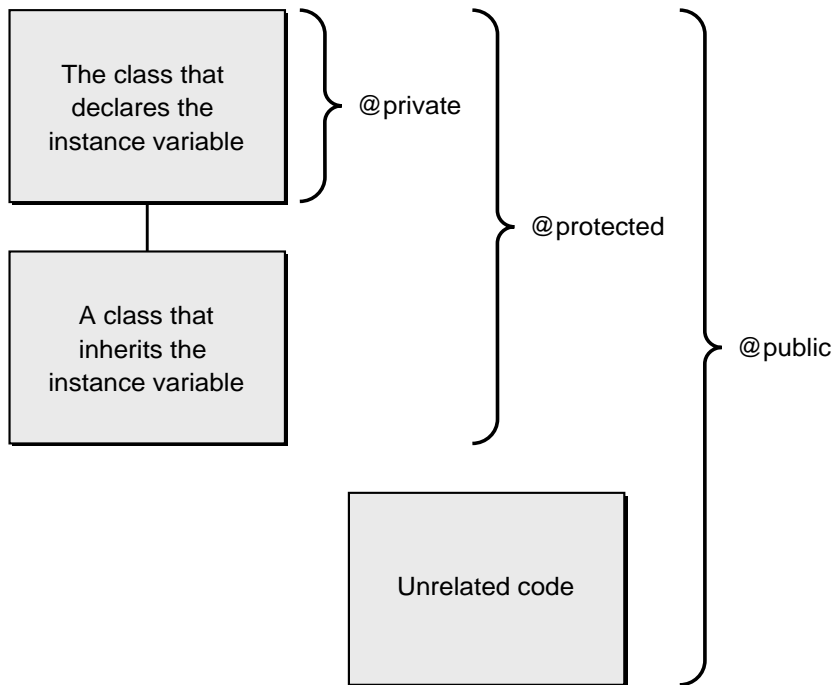 The class that
declares the
instance variable
@private
@protected
A class that
inherits the
instance variable
@public
Unrelated code